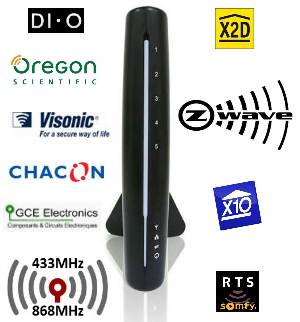 DI·O
X2D
Oregon
SCIENTIFIC
1
2
3
4
5
Visonic®
For a secure way of life
Z wave
CHACON
X10
GCE Electronics
Composants & Circuits Electroniques
433MHz
868MHz
RTS
somfy.